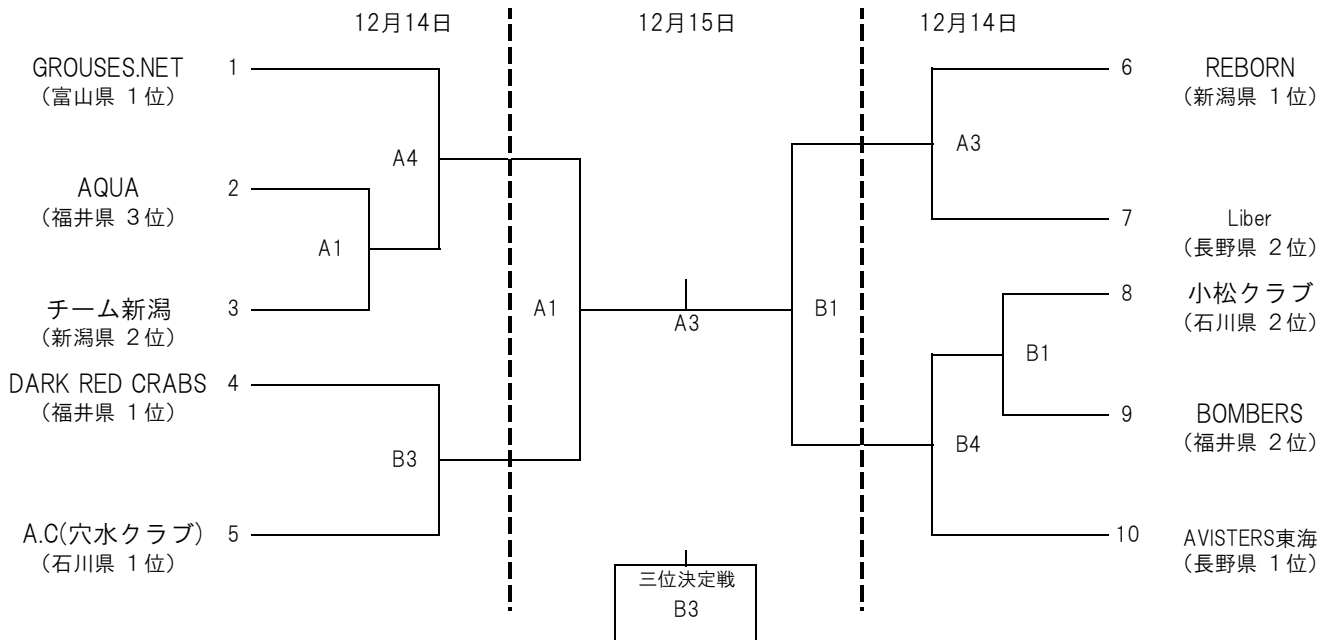 12月14日
12月15日
12月14日
GROUSES.NET 1
(富山県 1位)
AQUA 2
(福井県 3位)
チーム新潟 3
(新潟県 2位)
DARK RED CRABS 4
(福井県 1位)
A.C(穴水クラブ) 5
(石川県 1位)
A4
A1
B3
A1
A3
B1
三位決定戦
B3
A3
B1
B4
6 REBORN
(新潟県 1位)
7 Liber
(長野県 2位)
8 小松クラブ
(石川県 2位)
9 BOMBERS
(福井県 2位)
10 AVISTERS東海
(長野県 1位)